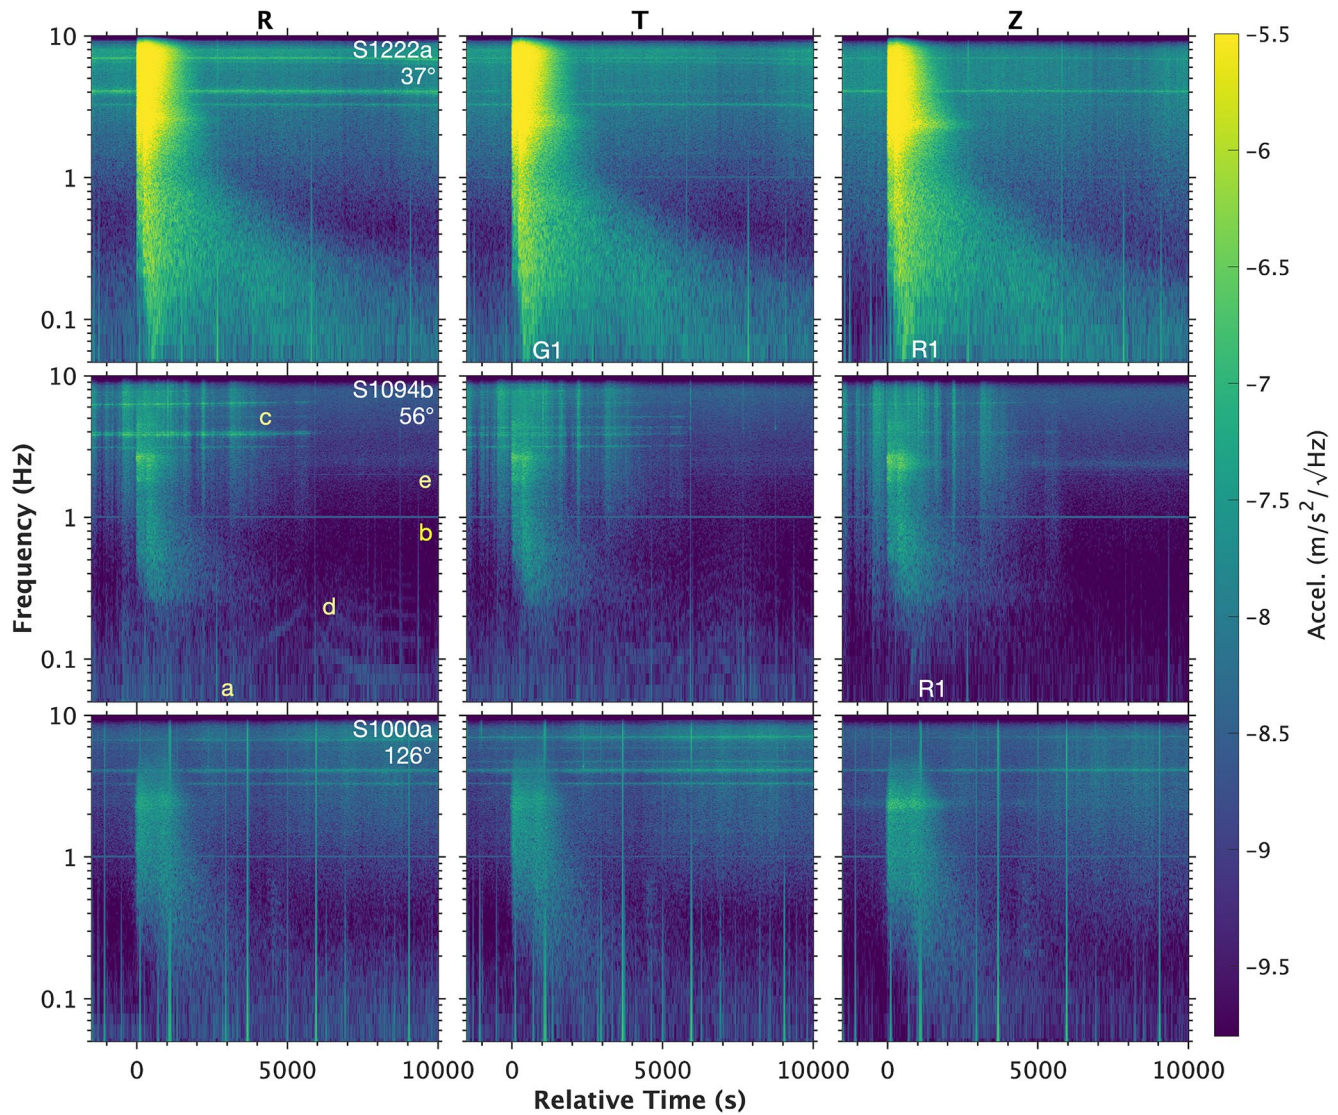 R T Z
10
1
0.1
S1222a
37°
G1
R1
-5.5
-6
-6.5
-7
-7.5
-8
-8.5
-9
-9.5
Accel. (m/s²/√Hz)
Frequency (Hz)
10
1
0.1
S1094b
56°
c
e
b
d
a
R1
10
1
0.1
S1000a
126°
0 5000 10000 0 5000 10000 0 5000 10000
Relative Time (s)